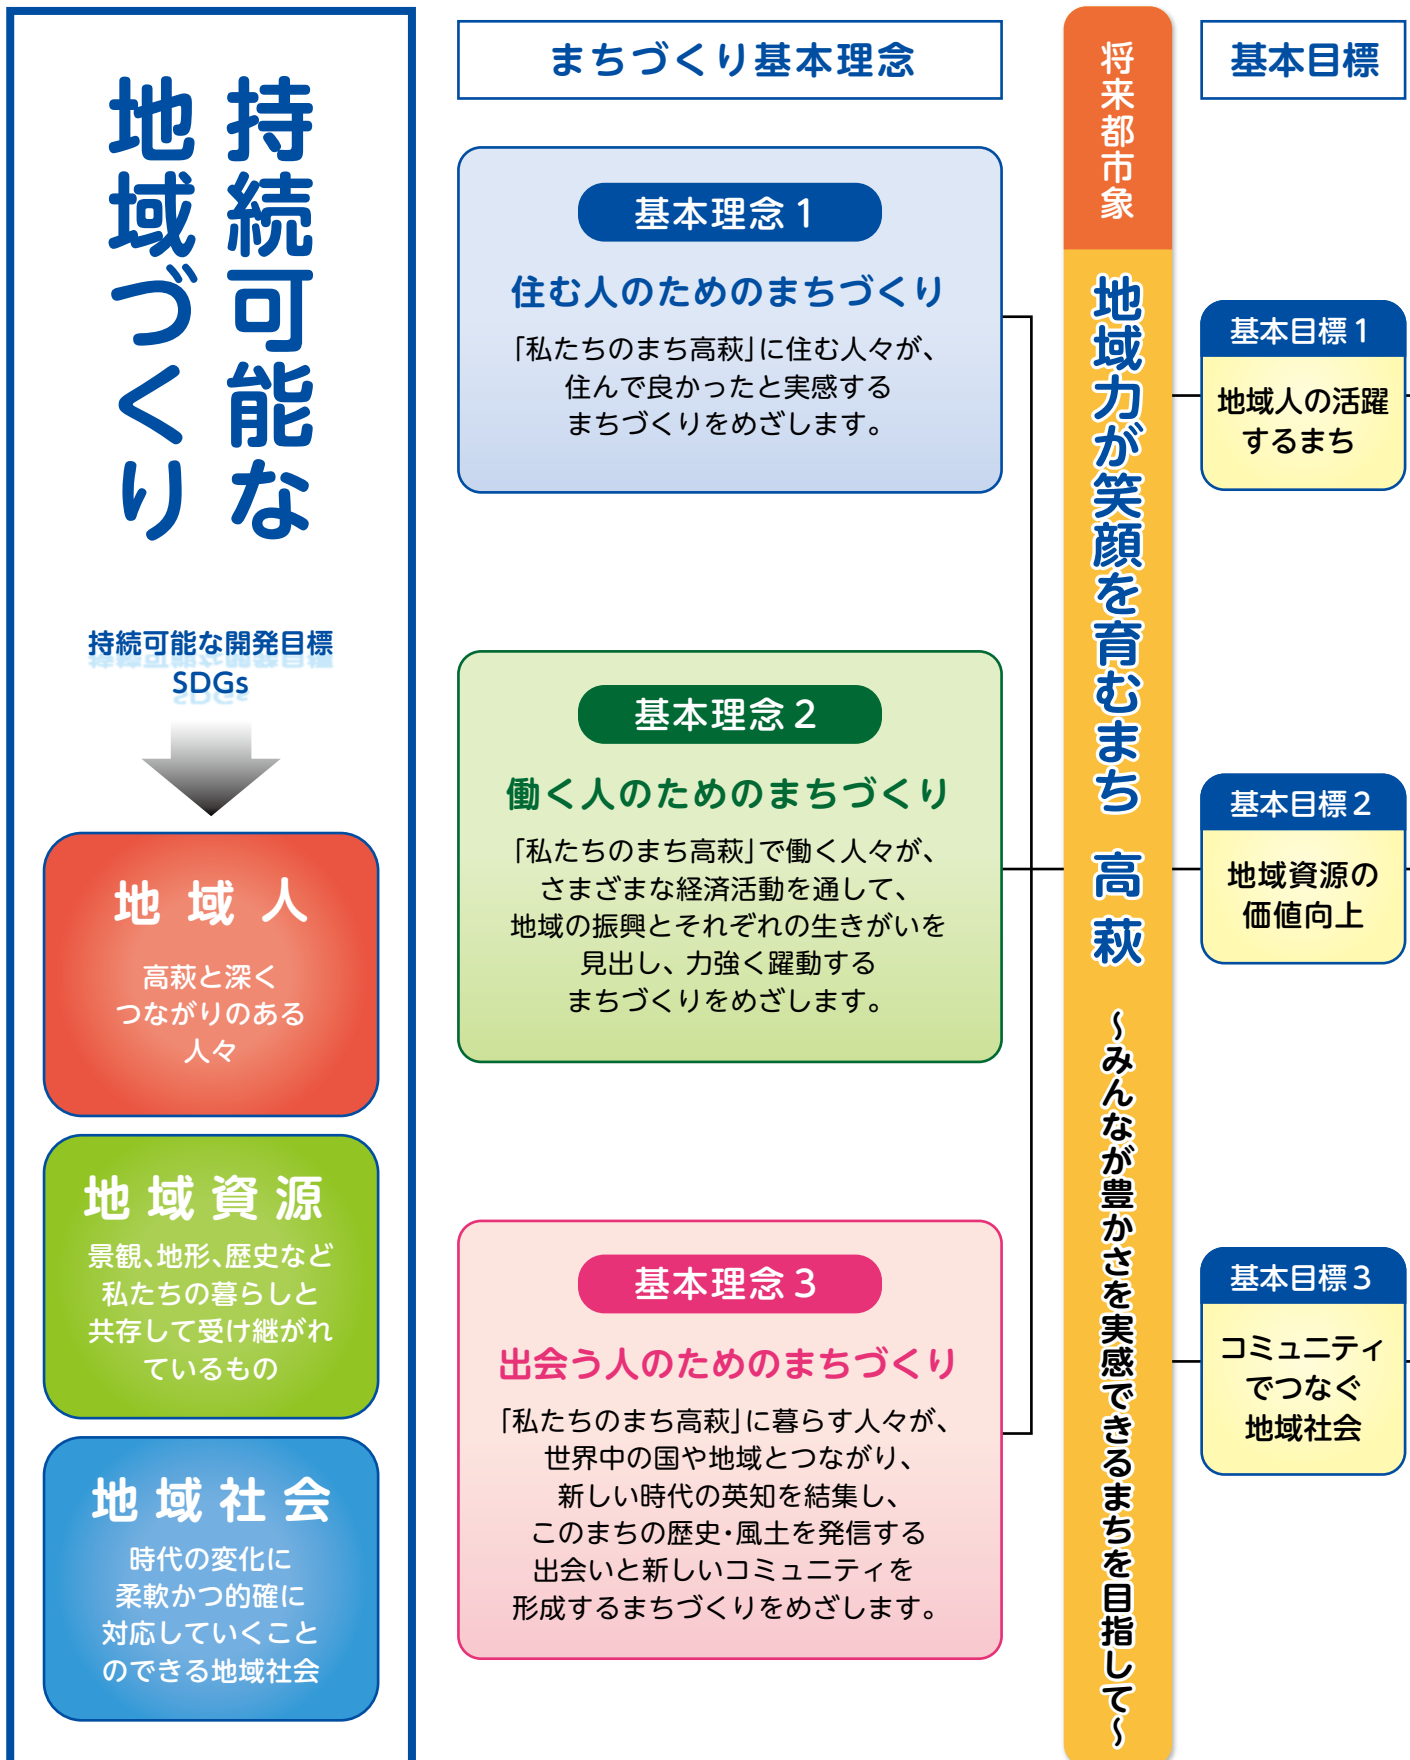 持続可能な
地域づくり
持続可能な開発目標
SDGs
地域人
高萩と深く
つながりのある
人々
地域資源
景観、地形、歴史など
私たちの暮らしと
共存して受け継がれ
ているもの
地域社会
時代の変化に
柔軟かつ的確に
対応していくこと
のできる地域社会
まちづくり基本理念
基本理念1
住む人のためのまちづくり
「私たちのまち高萩」に住む人々が、
住んで良かったと実感する
まちづくりをめざします。
基本理念2
働く人のためのまちづくり
「私たちのまち高萩」で働く人々が、
さまざまな経済活動を通して、
地域の振興とそれぞれの生きがいを
見出し、力強く躍動する
まちづくりをめざします。
基本理念3
出会う人のためのまちづくり
「私たちのまち高萩」に暮らす人々が、
世界中の国や地域とつながり、
新しい時代の英知を結集し、
このまちの歴史・風土を発信する
出会いと新しいコミュニティを
形成するまちづくりをめざします。
将来都市象
地域力が笑顔を育むまち 高萩
~みんなが豊かさを実感できるまちを目指して~
基本目標
基本目標1
地域人の活躍
するまち
基本目標2
地域資源の
価値向上
基本目標3
コミュニティ
でつなぐ
地域社会